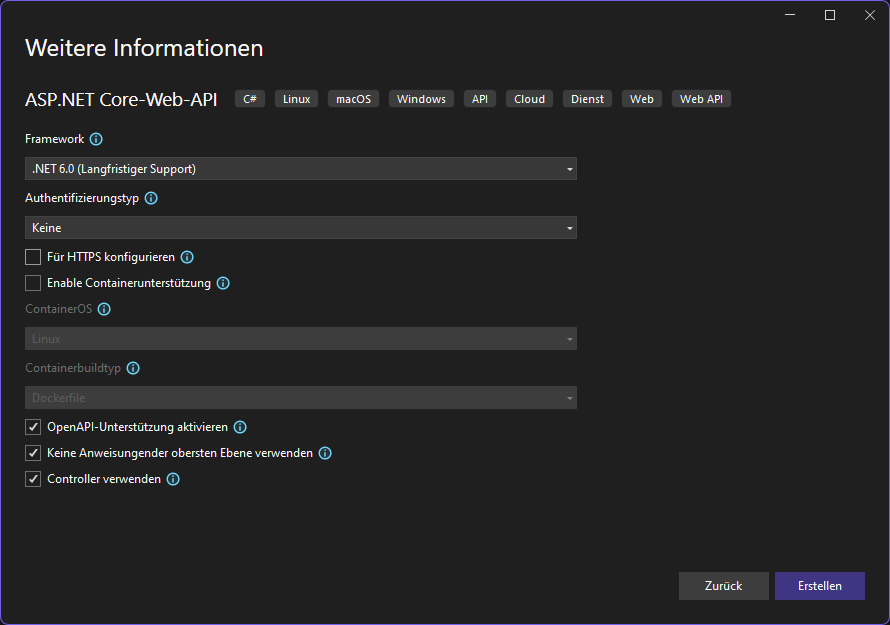 Weitere Informationen
ASP.NET Core-Web-API C# Linux macOS Windows API Cloud Dienst Web Web API
Framework
.NET 6.0 (Langfristiger Support)
Authentifizierungstyp
Keine
Für HTTPS konfigurieren
Enable Containerunterstützung
ContainerOS
Linux
Containerbuildtyp
Dockerfile
OpenAPI-Unterstützung aktivieren
Keine Anweisungender obersten Ebene verwenden
Controller verwenden
Zurück Erstellen